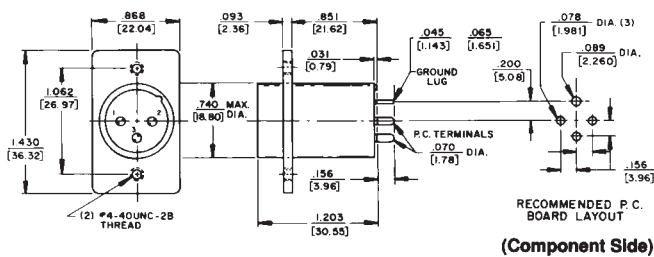 .868
[22.04]
.093
[2.36]
.851
[21.62]
.031
[0.79]
.045
[1.143]
.065
[1.651]
GROUND
LUG
.078
[1.981]
DIA. (3)
.089
[2.260]
DIA.
.200
[5.08]
1.062
[26.97]
1.430
[36.32]
1
2
3
.740
[18.80]
MAX.
DIA.
P.C. TERMINALS
.070
[1.78]
DIA.
.156
[3.96]
.156
[3.96]
(2) #4-40UNC-2B
THREAD
1.203
[30.55]
RECOMMENDED P.C.
BOARD LAYOUT
(Component Side)